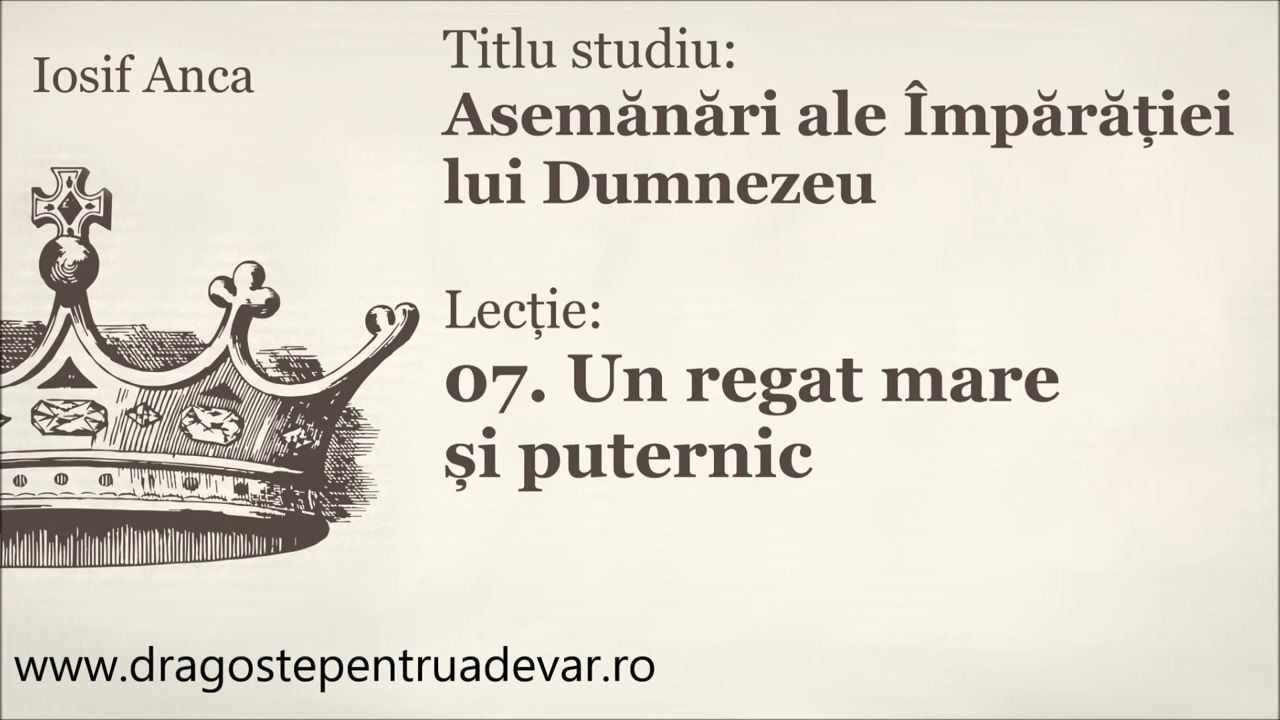 Iosif Anca
Titlu studiu:
Asemănări ale Împărăției
lui Dumnezeu
Lecție:
07. Un regat mare
și puternic
www.dragostepentruadevar.ro